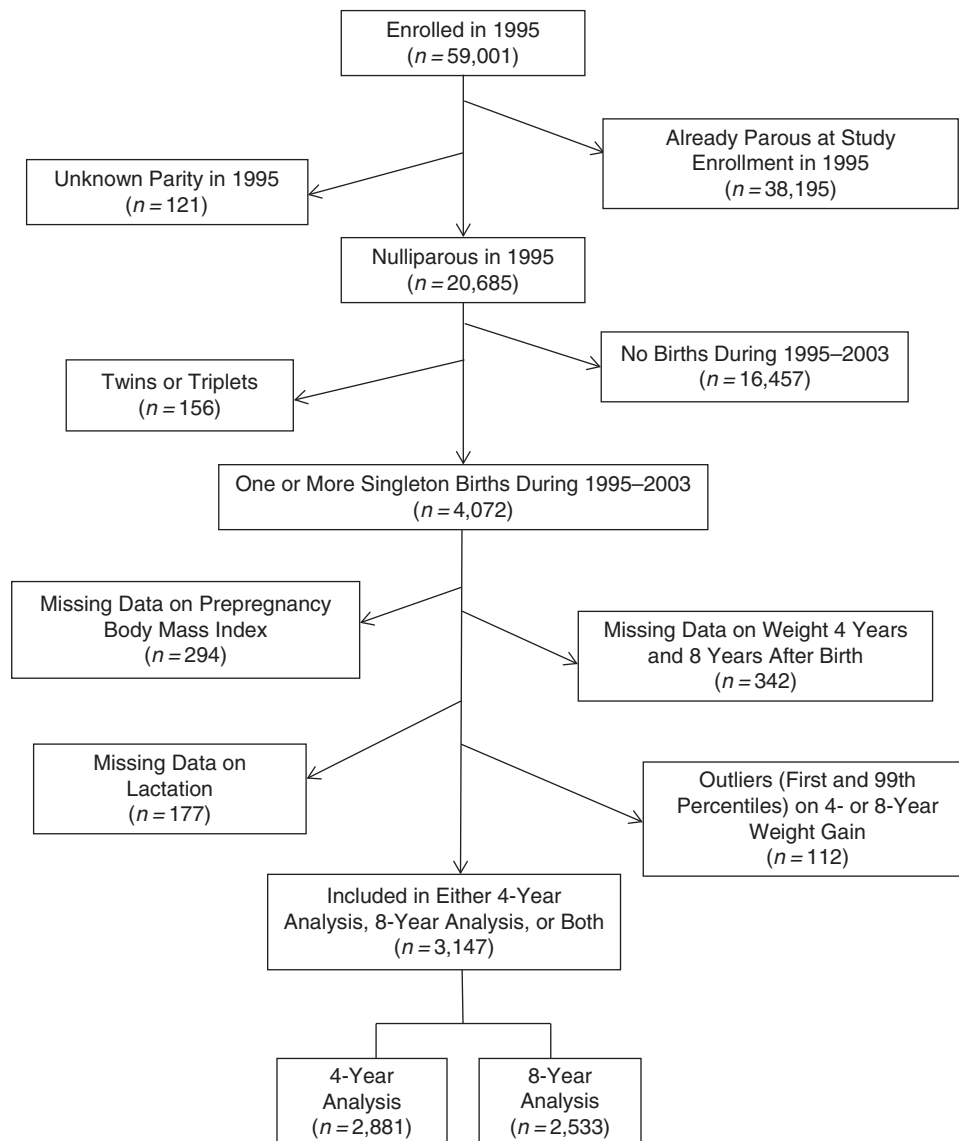 Enrolled in 1995
(n = 59,001)
Already Parous at Study
Enrollment in 1995
(n = 38,195)
Unknown Parity in 1995
(n = 121)
Nulliparous in 1995
(n = 20,685)
No Births During 1995–2003
(n = 16,457)
Twins or Triplets
(n = 156)
One or More Singleton Births During 1995–2003
(n = 4,072)
Missing Data on Prepregnancy
Body Mass Index
(n = 294)
Missing Data on Weight 4 Years
and 8 Years After Birth
(n = 342)
Missing Data on
Lactation
(n = 177)
Outliers (First and 99th
Percentiles) on 4- or 8-Year
Weight Gain
(n = 112)
Included in Either 4-Year
Analysis, 8-Year Analysis, or Both
(n = 3,147)
4-Year
Analysis
(n = 2,881)
8-Year
Analysis
(n = 2,533)